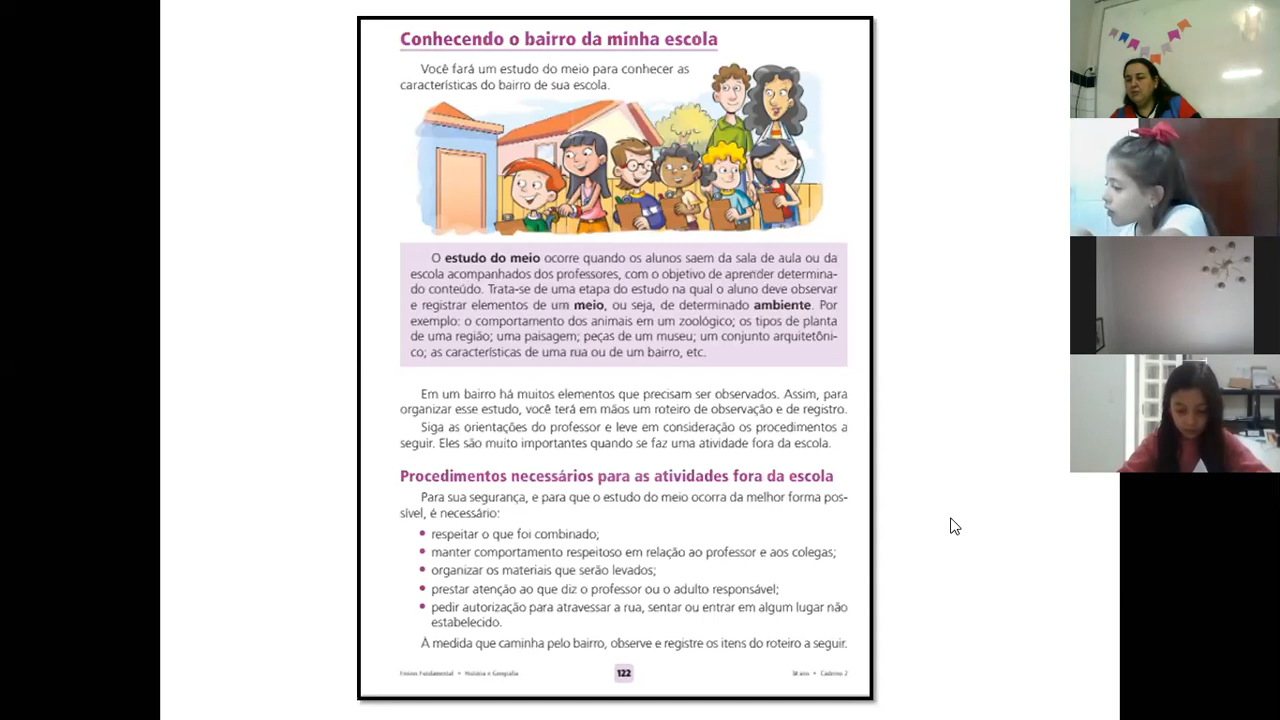 Conhecendo o bairro da minha escola
Você fará um estudo do meio para conhecer as
características do bairro de sua escola.
O estudo do meio ocorre quando os alunos saem da sala de aula ou da
escola acompanhados dos professores, com o objetivo de aprender determina-
do conteúdo. Trata-se de uma etapa do estudo na qual o aluno deve observar
e registrar elementos de um meio, ou seja, de determinado ambiente. Por
exemplo: o comportamento dos animais em um zoológico; os tipos de planta
de uma região; uma paisagem; peças de um museu; um conjunto arquitetôni-
co; as características de uma rua ou de um bairro, etc.
Em um bairro há muitos elementos que precisam ser observados. Assim, para
organizar esse estudo, você terá em mãos um roteiro de observação e de registro.
Siga as orientações do professor e leve em consideração os procedimentos a
seguir. Eles são muito importantes quando se faz uma atividade fora da escola.
Procedimentos necessários para as atividades fora da escola
Para sua segurança, e para que o estudo do meio ocorra da melhor forma pos-
sível, é necessário:
• respeitar o que foi combinado;
• manter comportamento respeitoso em relação ao professor e aos colegas;
• organizar os materiais que serão levados;
• prestar atenção ao que diz o professor ou o adulto responsável;
• pedir autorização para atravessar a rua, sentar ou entrar em algum lugar não
estabelecido.
À medida que caminha pelo bairro, observe e registre os itens do roteiro a seguir.
Ensino Fundamental • História e Geografia
122
3º ano • Caderno 2